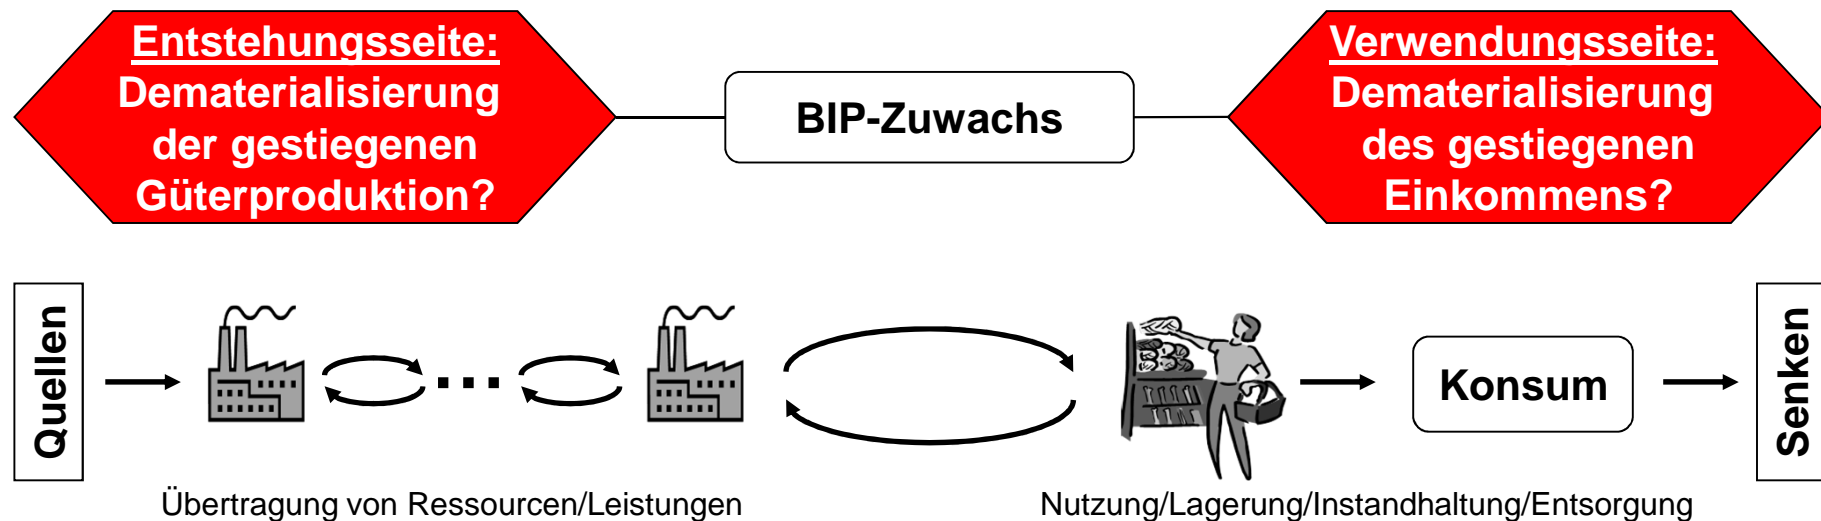 Entstehungsseite:
Dematerialisierung
der gestiegenen
Güterproduktion?
BIP-Zuwachs
Verwendungsseite:
Dematerialisierung
des gestiegenen
Einkommens?
Quellen
...
Konsum
Senken
Übertragung von Ressourcen/Leistungen
Nutzung/Lagerung/Instandhaltung/Entsorgung